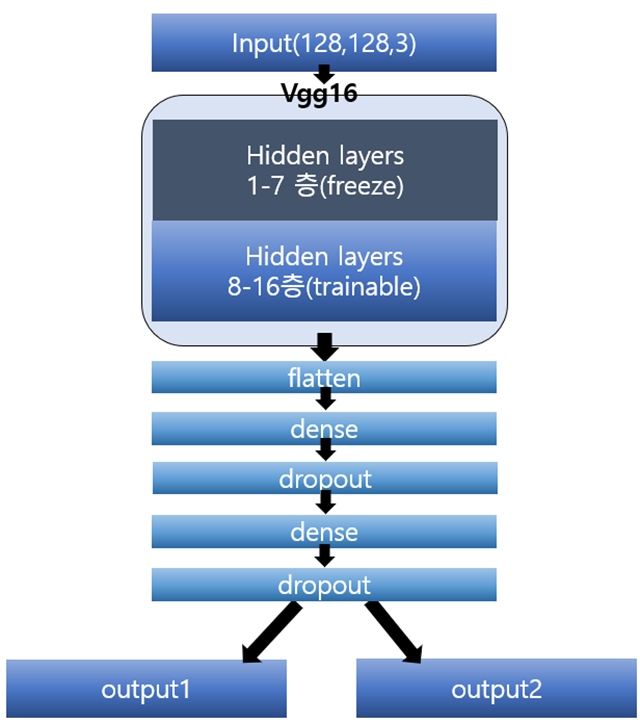 Input(128,128,3)
Vgg16
Hidden layers
1-7 층(freeze)
Hidden layers
8-16층(trainable)
flatten
dense
dropout
dense
dropout
output1
output2